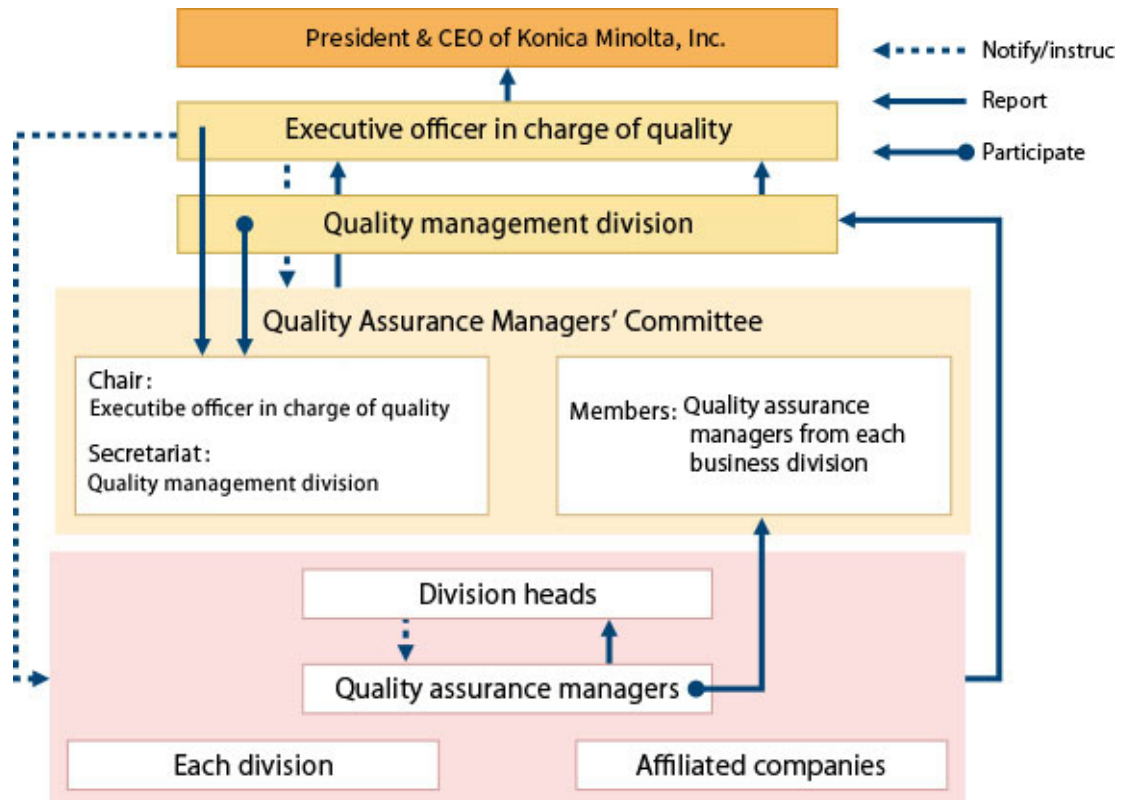 President & CEO of Konica Minolta, Inc.
Notify/instruc
Report
Participate
Executive officer in charge of quality
Quality management division
Quality Assurance Managers' Committee
Chair:
Executibe officer in charge of quality
Secretariat:
Quality management division
Members: Quality assurance
managers from each
business division
Division heads
Quality assurance managers
Each division
Affiliated companies